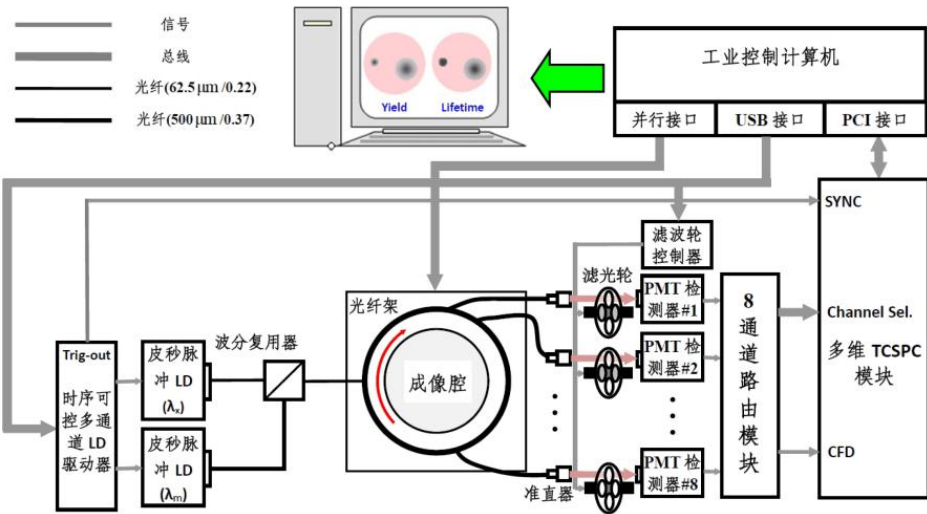 信号
总线
光纤(62.5 μm /0.22)
光纤(500 μm /0.37)
Yield
Lifetime
工业控制计算机
并行接口
USB 接口
PCI 接口
SYNC
滤波轮
控制器
滤光轮
光纤架
PMT 检
测器#1
8
通
道
路
由
模
块
Channel Sel.
多维 TCSPC
模块
CFD
Trig-out
时序可
控多通
道 LD
驱动器
皮秒脉
冲 LD
(λₓ)
波分复用器
成像腔
PMT 检
测器#2
皮秒脉
冲 LD
(λₘ)
PMT 检
测器#8
准直器